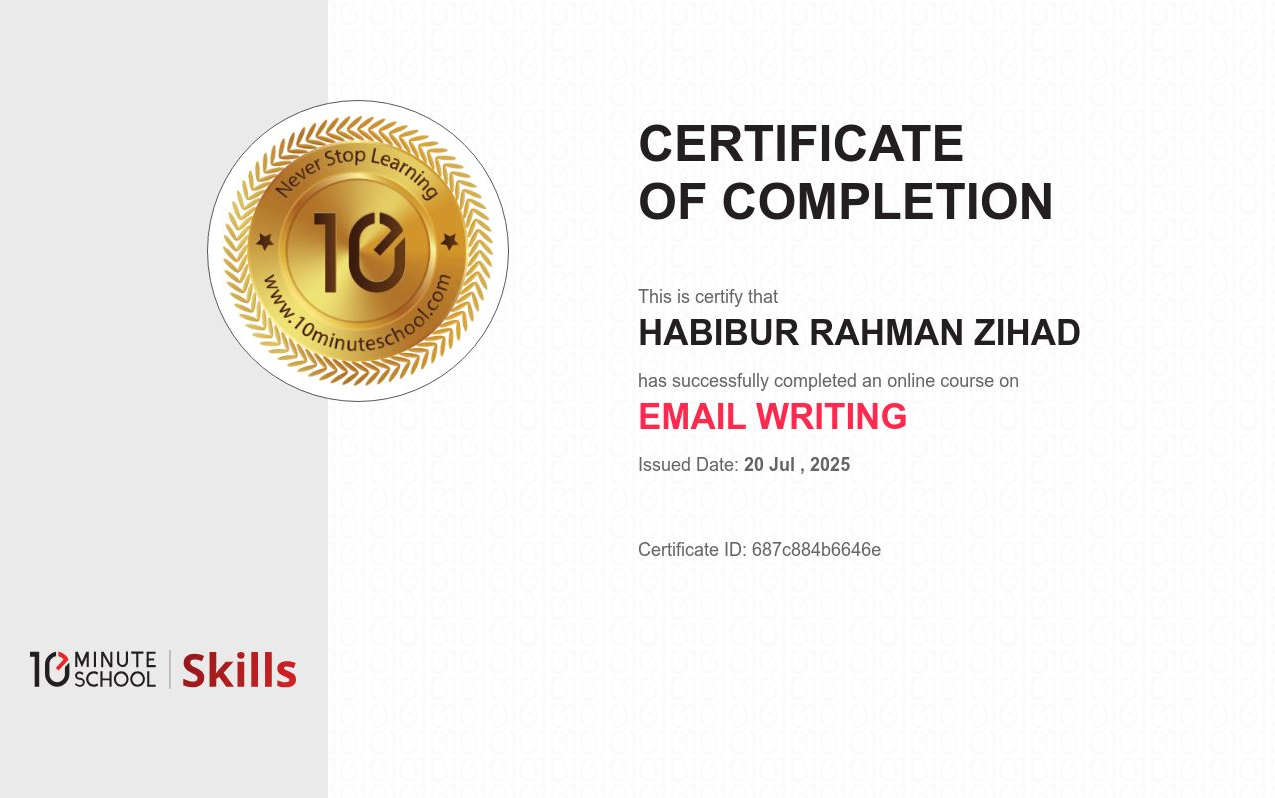 Never Stop Learning
10
www.10minuteschool.com
CERTIFICATE
OF COMPLETION
This is certify that
HABIBUR RAHMAN ZIHAD
has successfully completed an online course on
EMAIL WRITING
Issued Date: 20 Jul , 2025
Certificate ID: 687c884b6646e
10 MINUTE SCHOOL | Skills